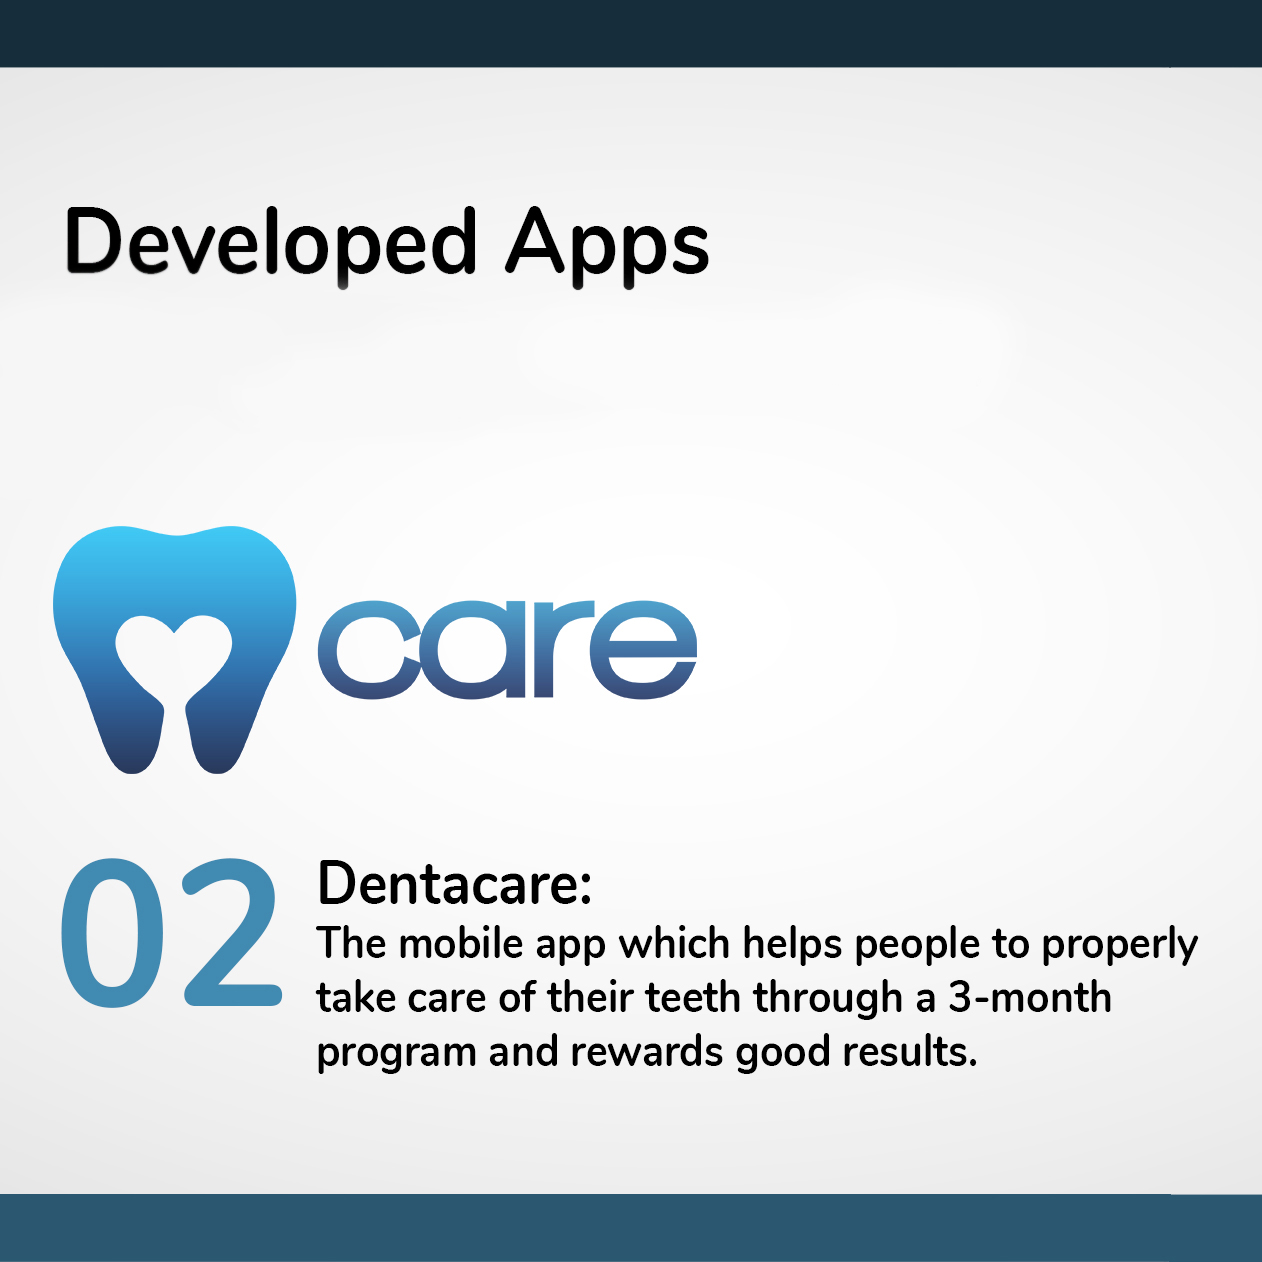 Developed Apps
care
02
Dentacare:
The mobile app which helps people to properly
take care of their teeth through a 3-month
program and rewards good results.